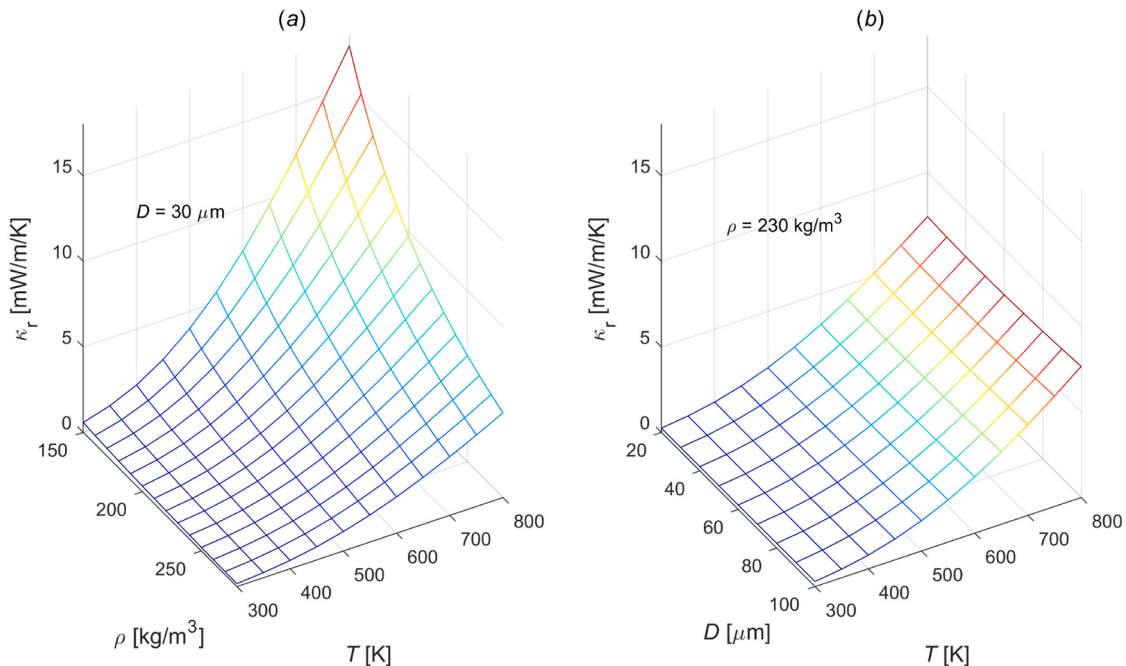 (a)
15
10
5
0
κr [mW/m/K]
D = 30 μm
150
200
250
ρ [kg/m3]
300
400
500
600
700
800
T [K]
(b)
15
10
5
0
κr [mW/m/K]
ρ = 230 kg/m3
20
40
60
80
100
D [μm]
300
400
500
600
700
800
T [K]